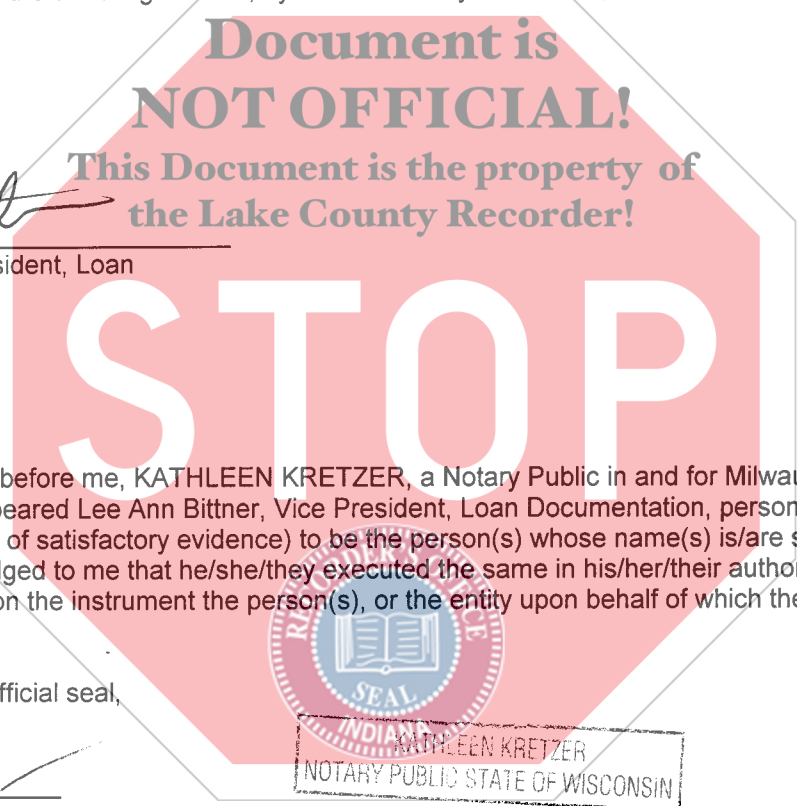 Document is
NOT OFFICIAL!
This Document is the property of
the Lake County Recorder!
sident, Loan
STOP
before me, KATHLEEN KRETZER, a Notary Public in and for Milwau
peared Lee Ann Bittner, Vice President, Loan Documentation, person
of satisfactory evidence) to be the person(s) whose name(s) is/are s
dged to me that he/she/they executed the same in his/her/their author
on the instrument the person(s), or the entity upon behalf of which the
RECORDER'S OFFICE
SEAL
INDIANA
fficial seal,
KATHLEEN KRETZER
NOTARY PUBLIC STATE OF WISCONSIN